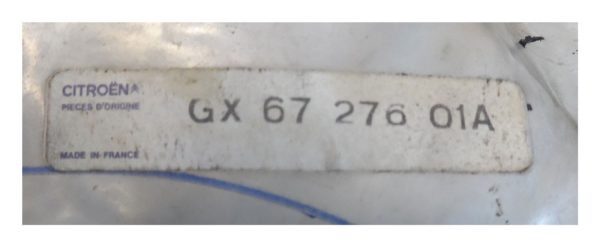 CITROËN
PIECES D'ORIGINE
GX 67 276 01A
MADE IN FRANCE